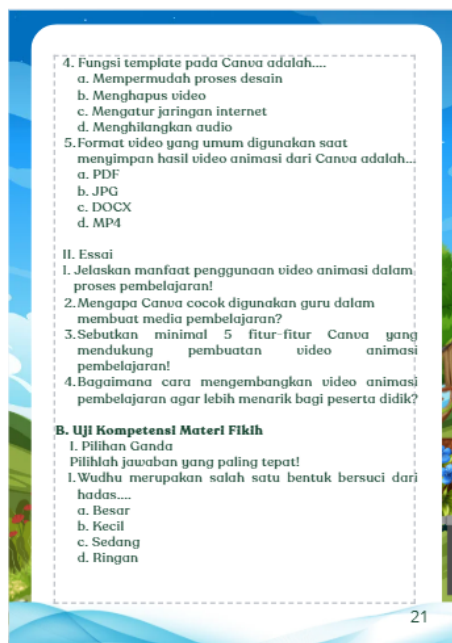 4. Fungsi template pada Canva adalah....
a. Mempermudah proses desain
b. Menghapus video
c. Mengatur jaringan internet
d. Menghilangkan audio
5. Format video yang umum digunakan saat
menyimpan hasil video animasi dari Canva adalah...
a. PDF
b. JPG
c. DOCX
d. MP4
II. Essai
1. Jelaskan manfaat penggunaan video animasi dalam
proses pembelajaran!
2. Mengapa Canva cocok digunakan guru dalam
membuat media pembelajaran?
3. Sebutkan minimal 5 fitur-fitur Canva yang
mendukung pembuatan video animasi
pembelajaran!
4. Bagaimana cara mengembangkan video animasi
pembelajaran agar lebih menarik bagi peserta didik?
B. Uji Kompetensi Materi Fikih
I. Pilihan Ganda
Pilihlah jawaban yang paling tepat!
1. Wudhu merupakan salah satu bentuk bersuci dari
hadas....
a. Besar
b. Kecil
c. Sedang
d. Ringan
21